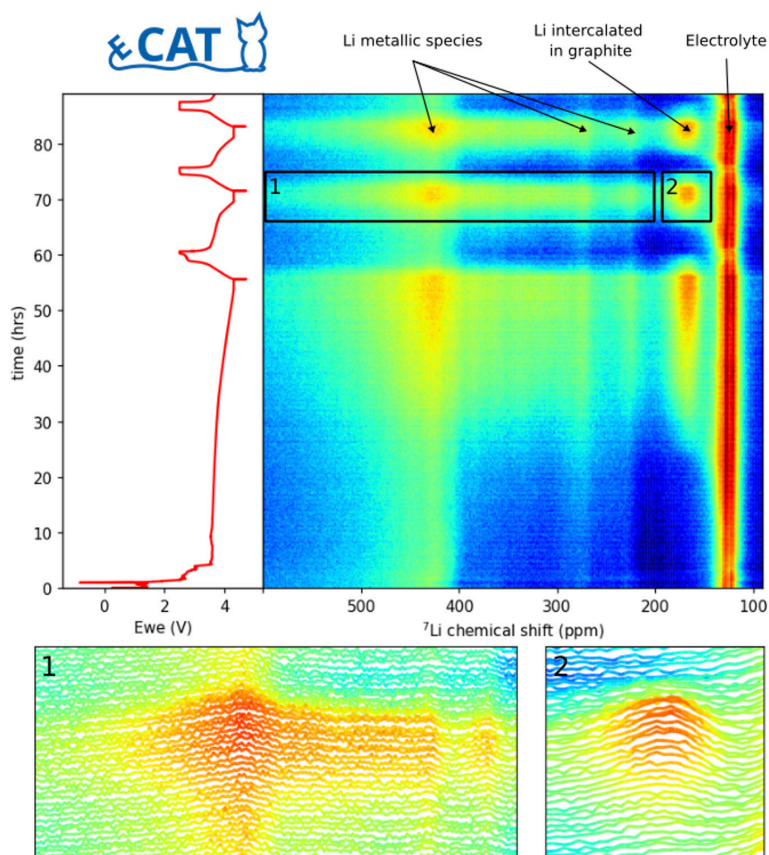 eCAT
Li metallic species
Li intercalated
in graphite
Electrolyte
1
2
80
70
60
50
40
30
20
10
0
time (hrs)
0 2 4
Ewe (V)
500 400 300 200 100
⁷Li chemical shift (ppm)
1
2